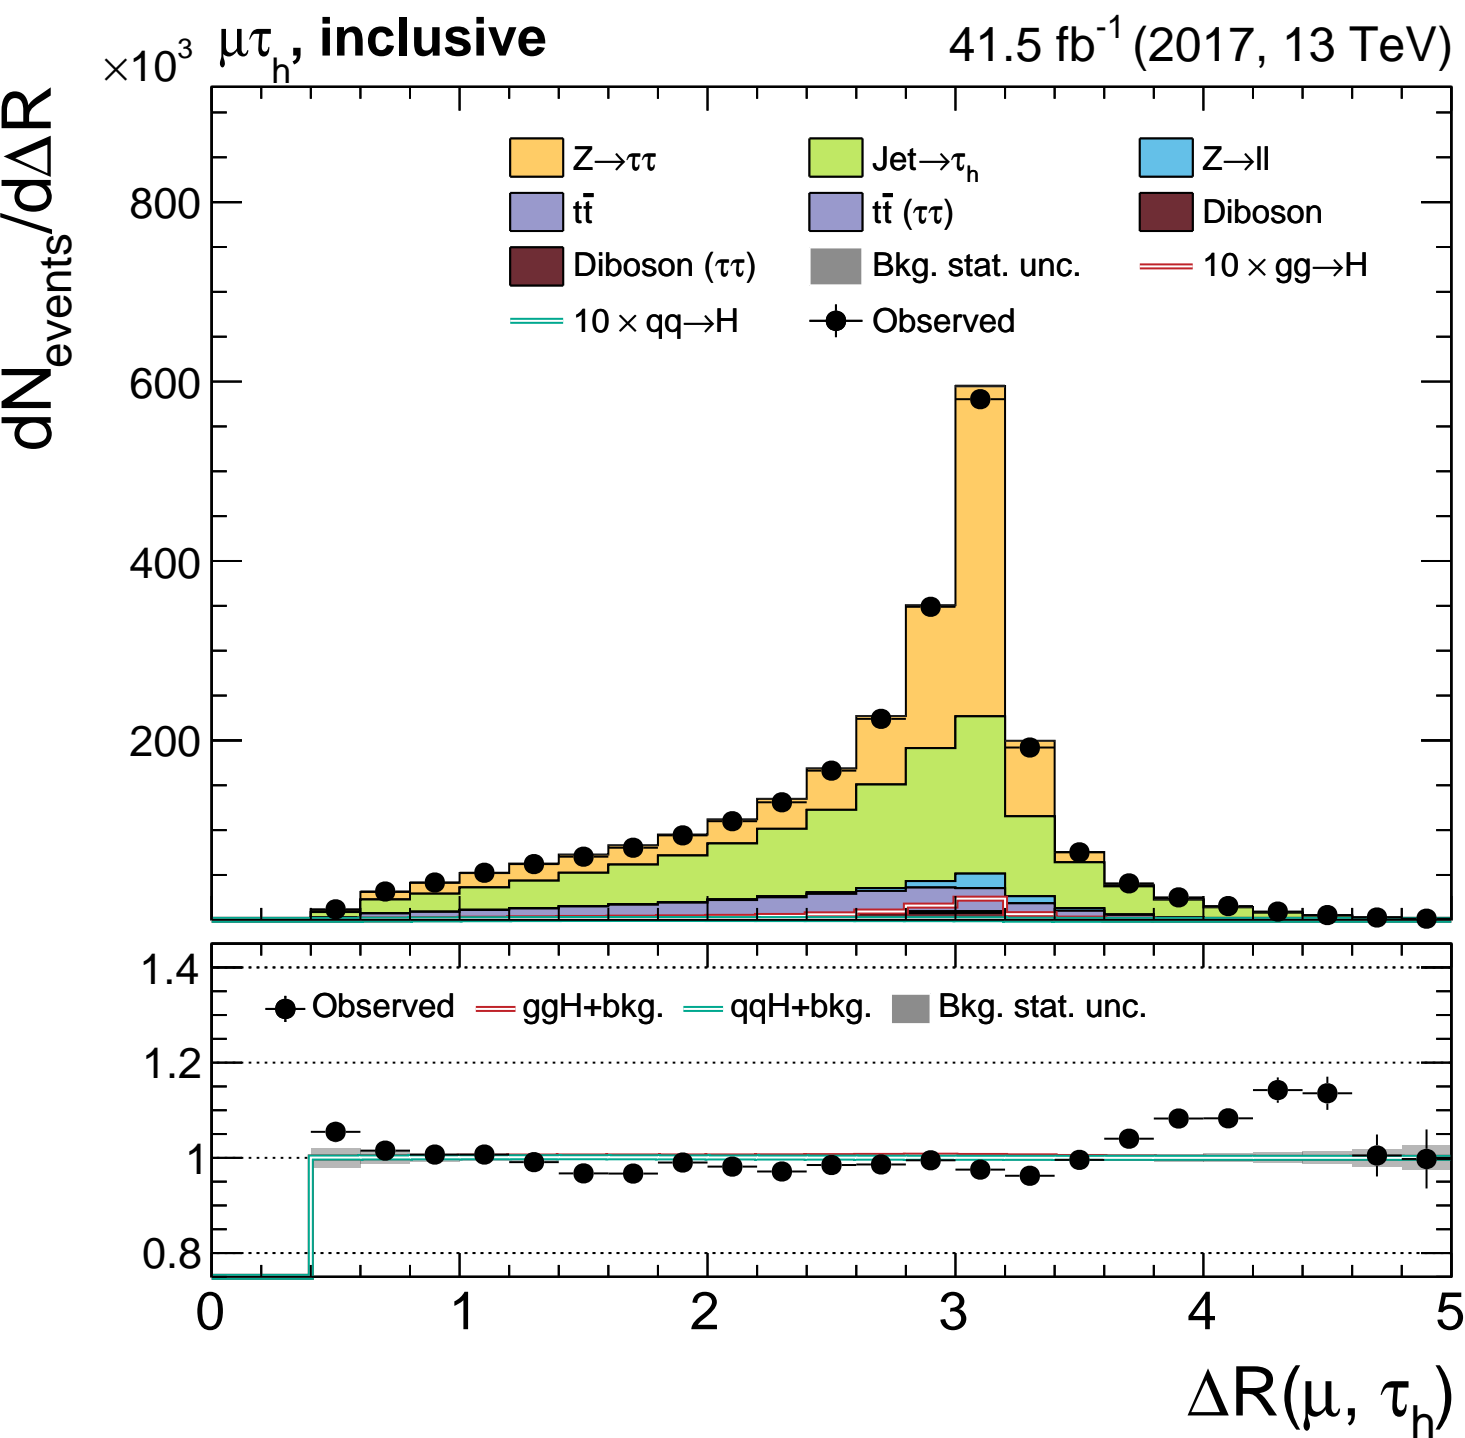 ×10³ μτₕ, inclusive 41.5 fb⁻¹ (2017, 13 TeV)
dN_events/dΔR
Z→ττ Jet→τₕ Z→ll
tt̄ tt̄ (ττ) Diboson
Diboson (ττ) Bkg. stat. unc. 10 × gg→H
10 × qq→H Observed
800
600
400
200
1.4
Observed ggH+bkg. qqH+bkg. Bkg. stat. unc.
1.2
1
0.8
0 1 2 3 4 5
ΔR(μ, τₕ)